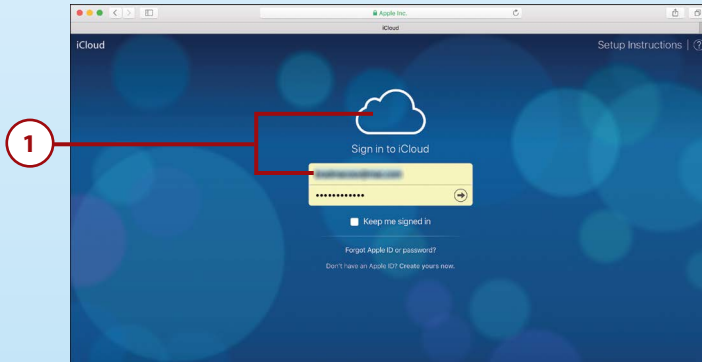 Apple Inc.
iCloud
iCloud
Setup Instructions | ?
1
Sign in to iCloud
••••••••••••
Keep me signed in
Forgot Apple ID or password?
Don't have an Apple ID? Create yours now.